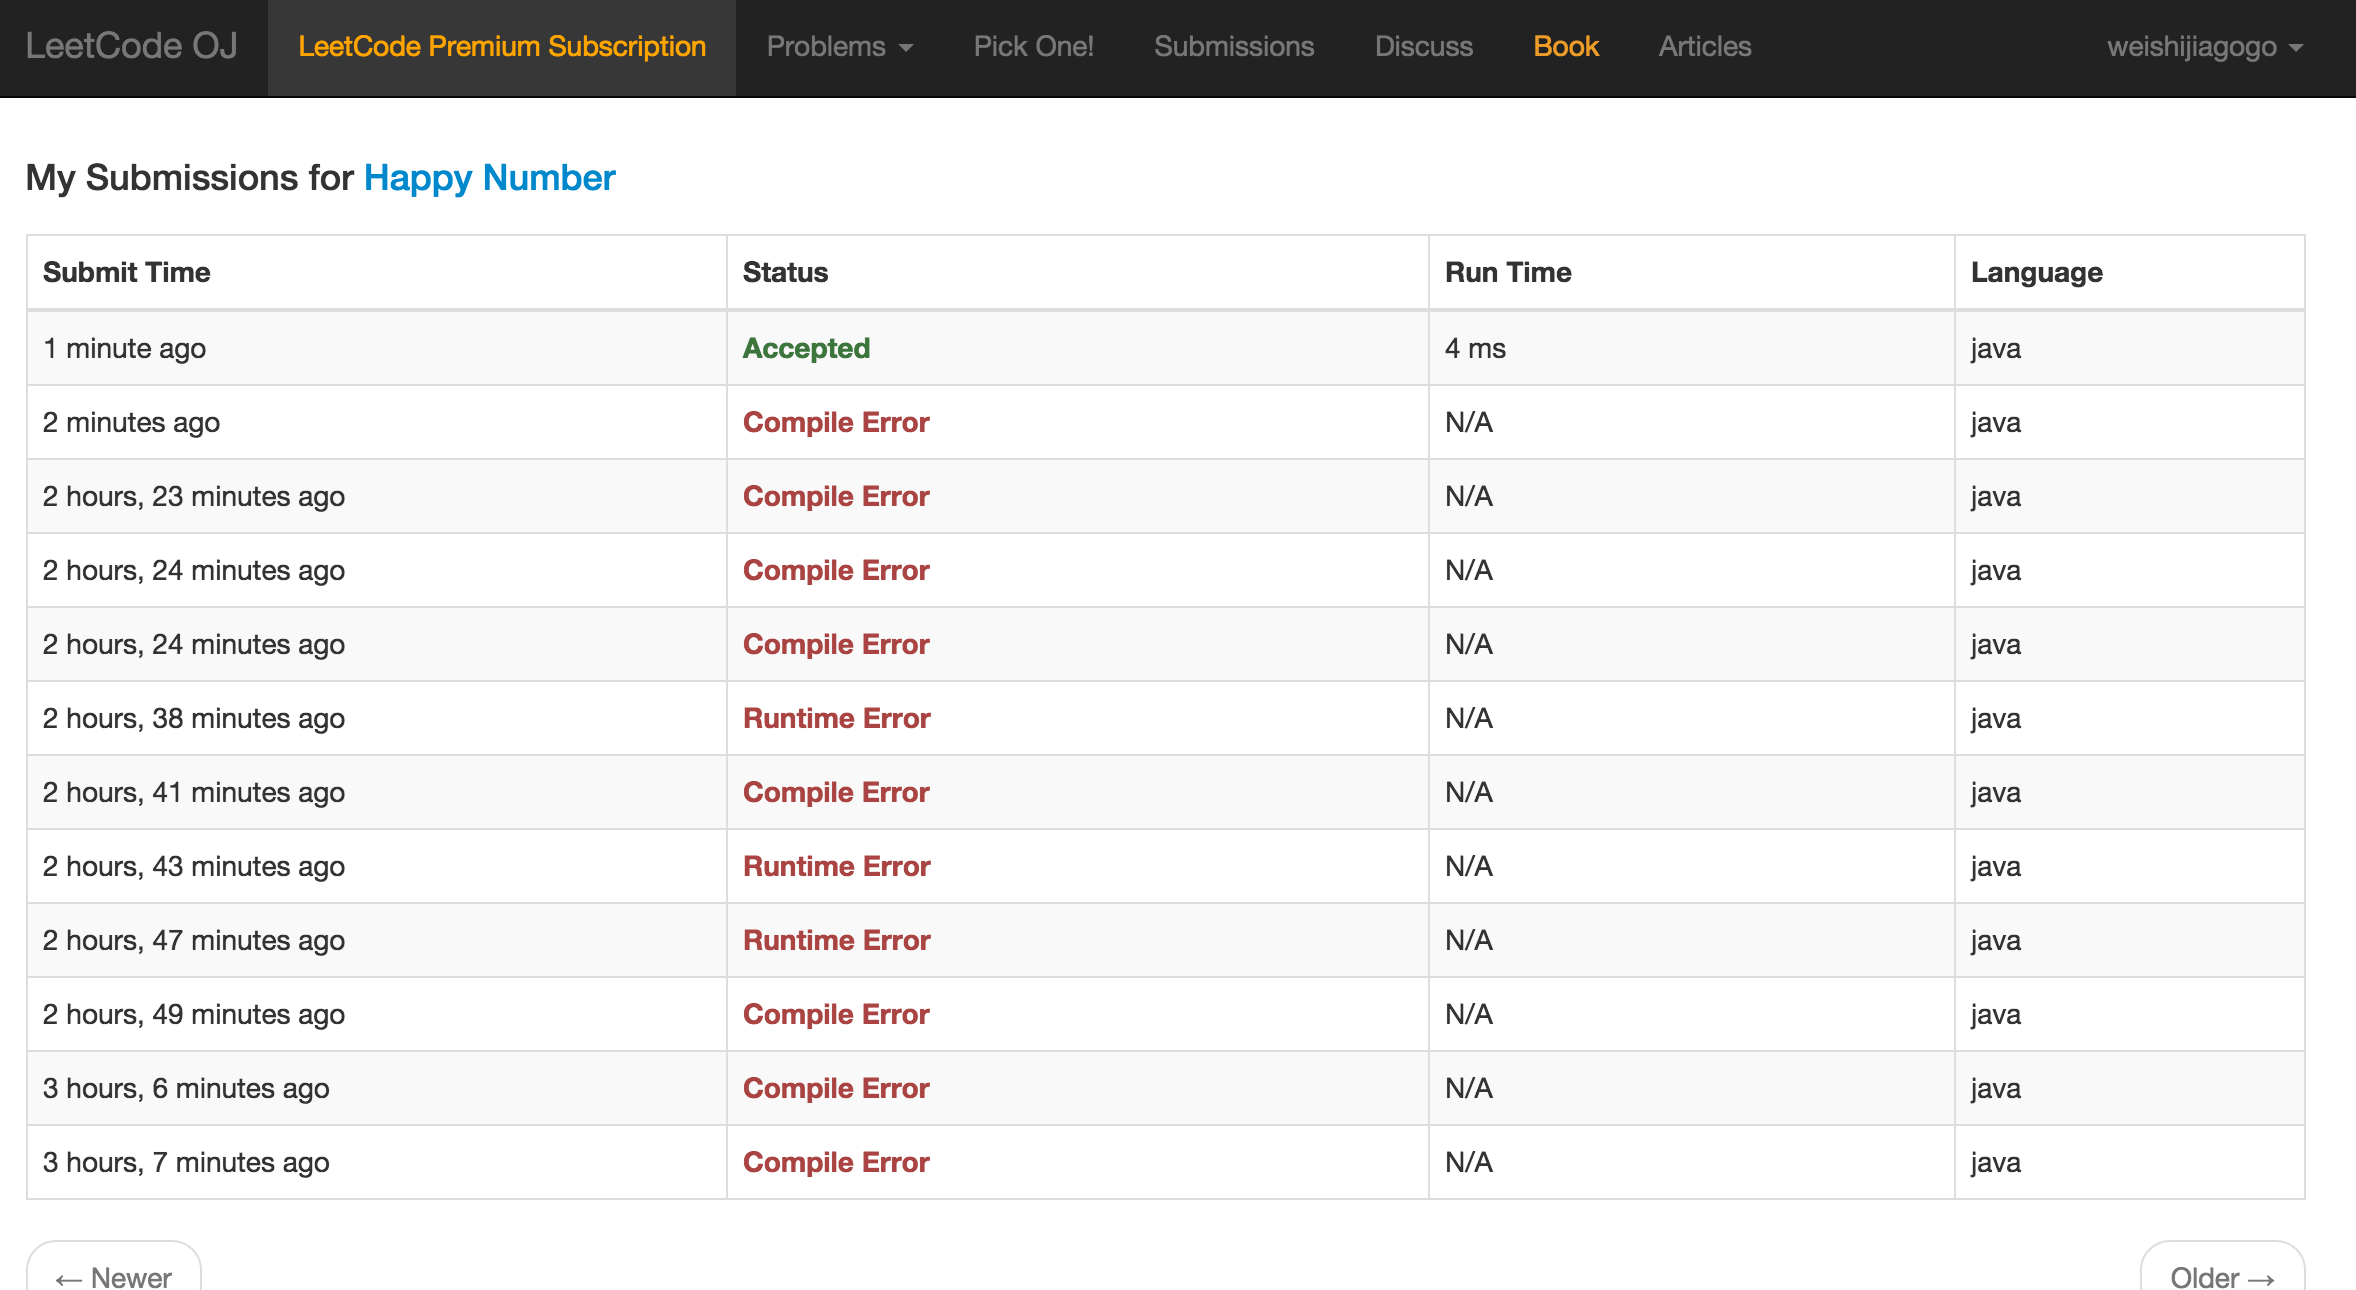 LeetCode OJ LeetCode Premium Subscription Problems Pick One! Submissions Discuss Book Articles weishijiagogo
My Submissions for Happy Number
Submit Time Status Run Time Language
1 minute ago Accepted 4 ms java
2 minutes ago Compile Error N/A java
2 hours, 23 minutes ago Compile Error N/A java
2 hours, 24 minutes ago Compile Error N/A java
2 hours, 24 minutes ago Compile Error N/A java
2 hours, 38 minutes ago Runtime Error N/A java
2 hours, 41 minutes ago Compile Error N/A java
2 hours, 43 minutes ago Runtime Error N/A java
2 hours, 47 minutes ago Runtime Error N/A java
2 hours, 49 minutes ago Compile Error N/A java
3 hours, 6 minutes ago Compile Error N/A java
3 hours, 7 minutes ago Compile Error N/A java
← Newer Older →